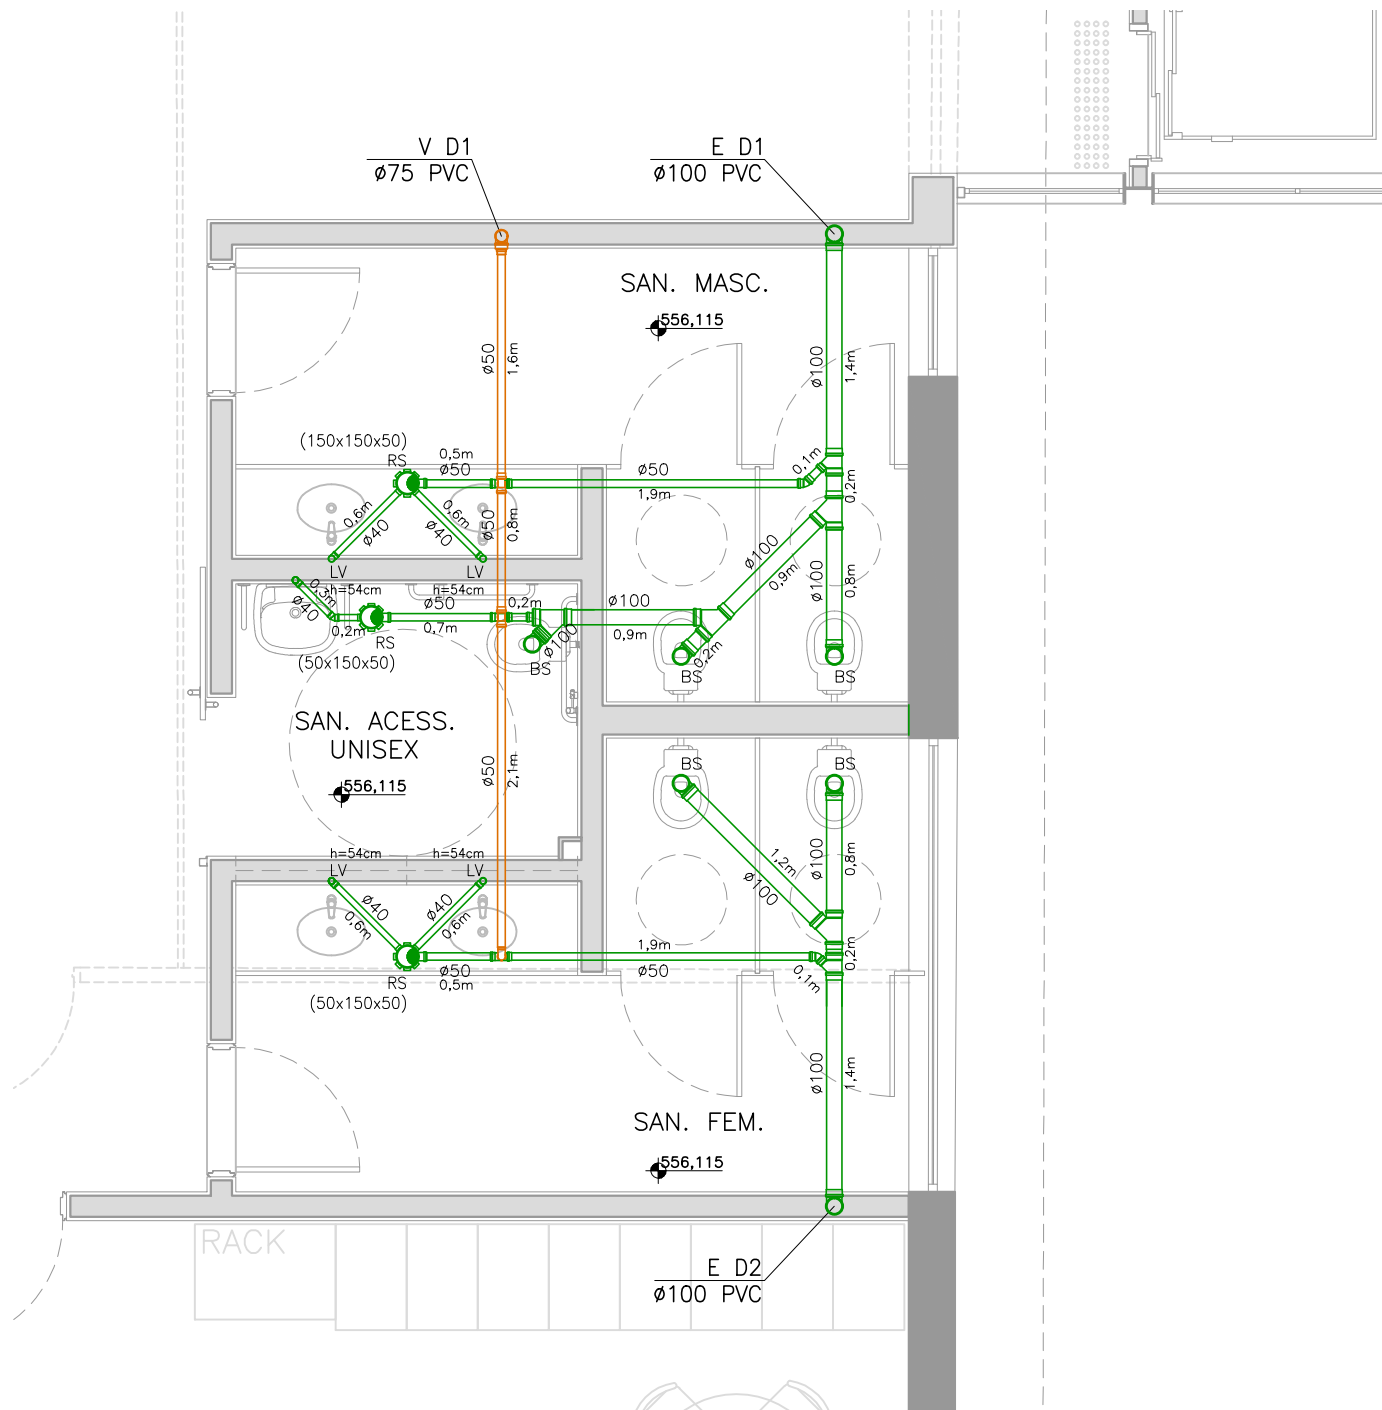 V D1
ø75 PVC
E D1
ø100 PVC
SAN. MASC.
556,115
ø50
1,6m
ø100
1,4m
(150x150x50)
RS
0,5m
ø50
ø50
1,9m
0,1m
0,2m
0,6m
ø40
0,6m
ø40
ø50
0,8m
ø100
0,9m
ø100
0,8m
LV
h=54cm
LV
h=54cm
0,3m
ø40
0,2m
RS
(50x150x50)
ø50
0,7m
0,2m
ø100
BS
ø100
0,9m
0,2m
BS
BS
SAN. ACESS.
UNISEX
556,115
ø50
2,1m
BS
BS
h=54cm
LV
h=54cm
LV
ø40
0,6m
ø40
0,6m
1,2m
ø100
ø100
0,8m
1,9m
ø50
0,2m
0,1m
RS
ø50
0,5m
(50x150x50)
ø100
1,4m
SAN. FEM.
556,115
RACK
E D2
ø100 PVC